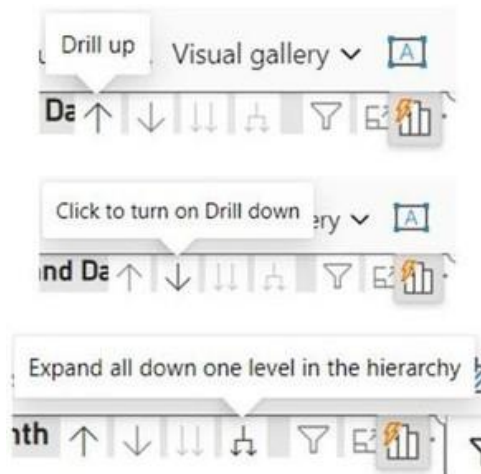 Drill up
Visual gallery
A
Da
Click to turn on Drill down
ery
A
nd Da
Expand all down one level in the hierarchy
nth